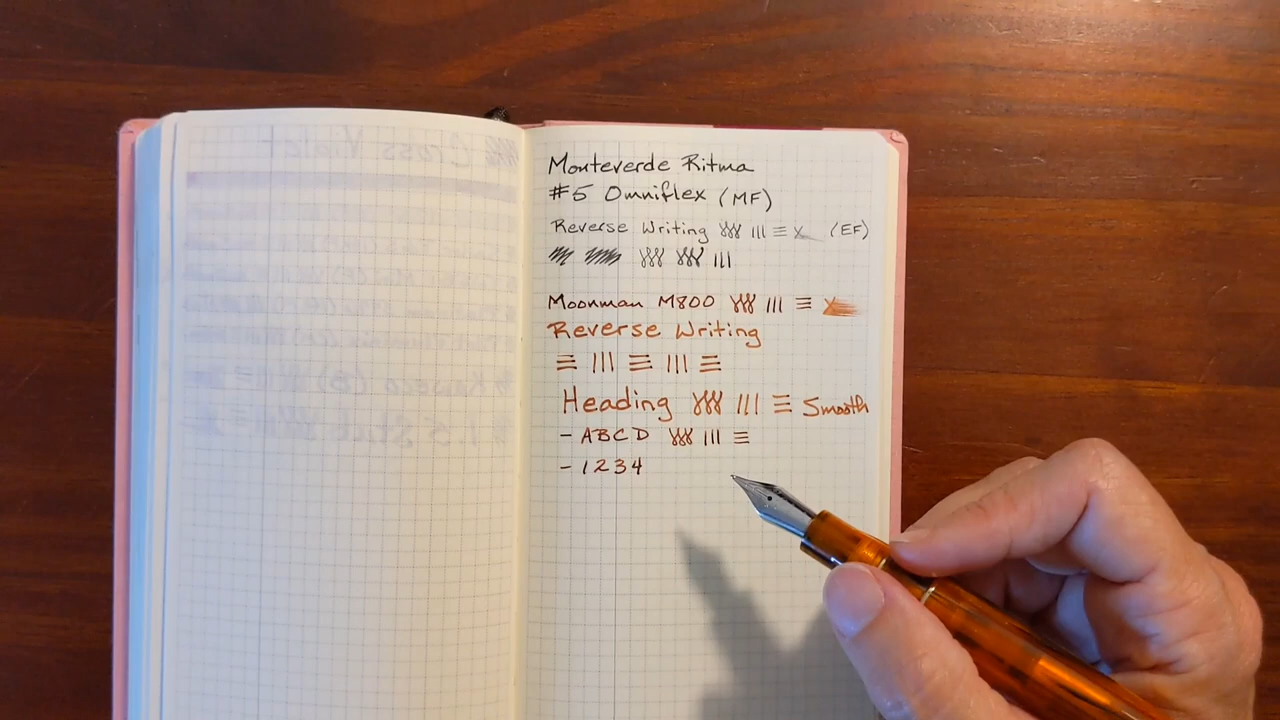 Monteverde Ritma
#5 Omniflex (MF)
Reverse Writing ||| ≡ x (EF)
|||
Moonman M800 ||| ≡ x
Reverse Writing
≡ ||| ≡ ||| ≡
Heading ||| ≡ Smooth
- ABCD ||| ≡
- 1234